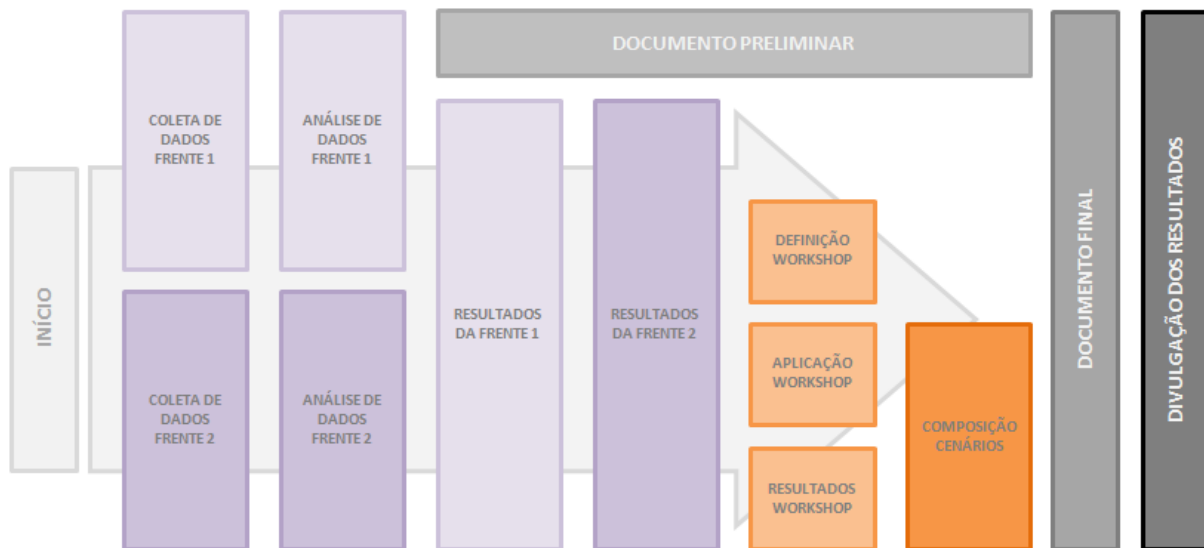 INÍCIO
COLETA DE
DADOS
FRENTE 1
COLETA DE
DADOS
FRENTE 2
ANÁLISE DE
DADOS
FRENTE 1
ANÁLISE DE
DADOS
FRENTE 2
DOCUMENTO PRELIMINAR
RESULTADOS
DA FRENTE 1
RESULTADOS
DA FRENTE 2
DEFINIÇÃO
WORKSHOP
APLICAÇÃO
WORKSHOP
RESULTADOS
WORKSHOP
COMPOSIÇÃO
CENÁRIOS
DOCUMENTO FINAL
DIVULGAÇÃO DOS RESULTADOS